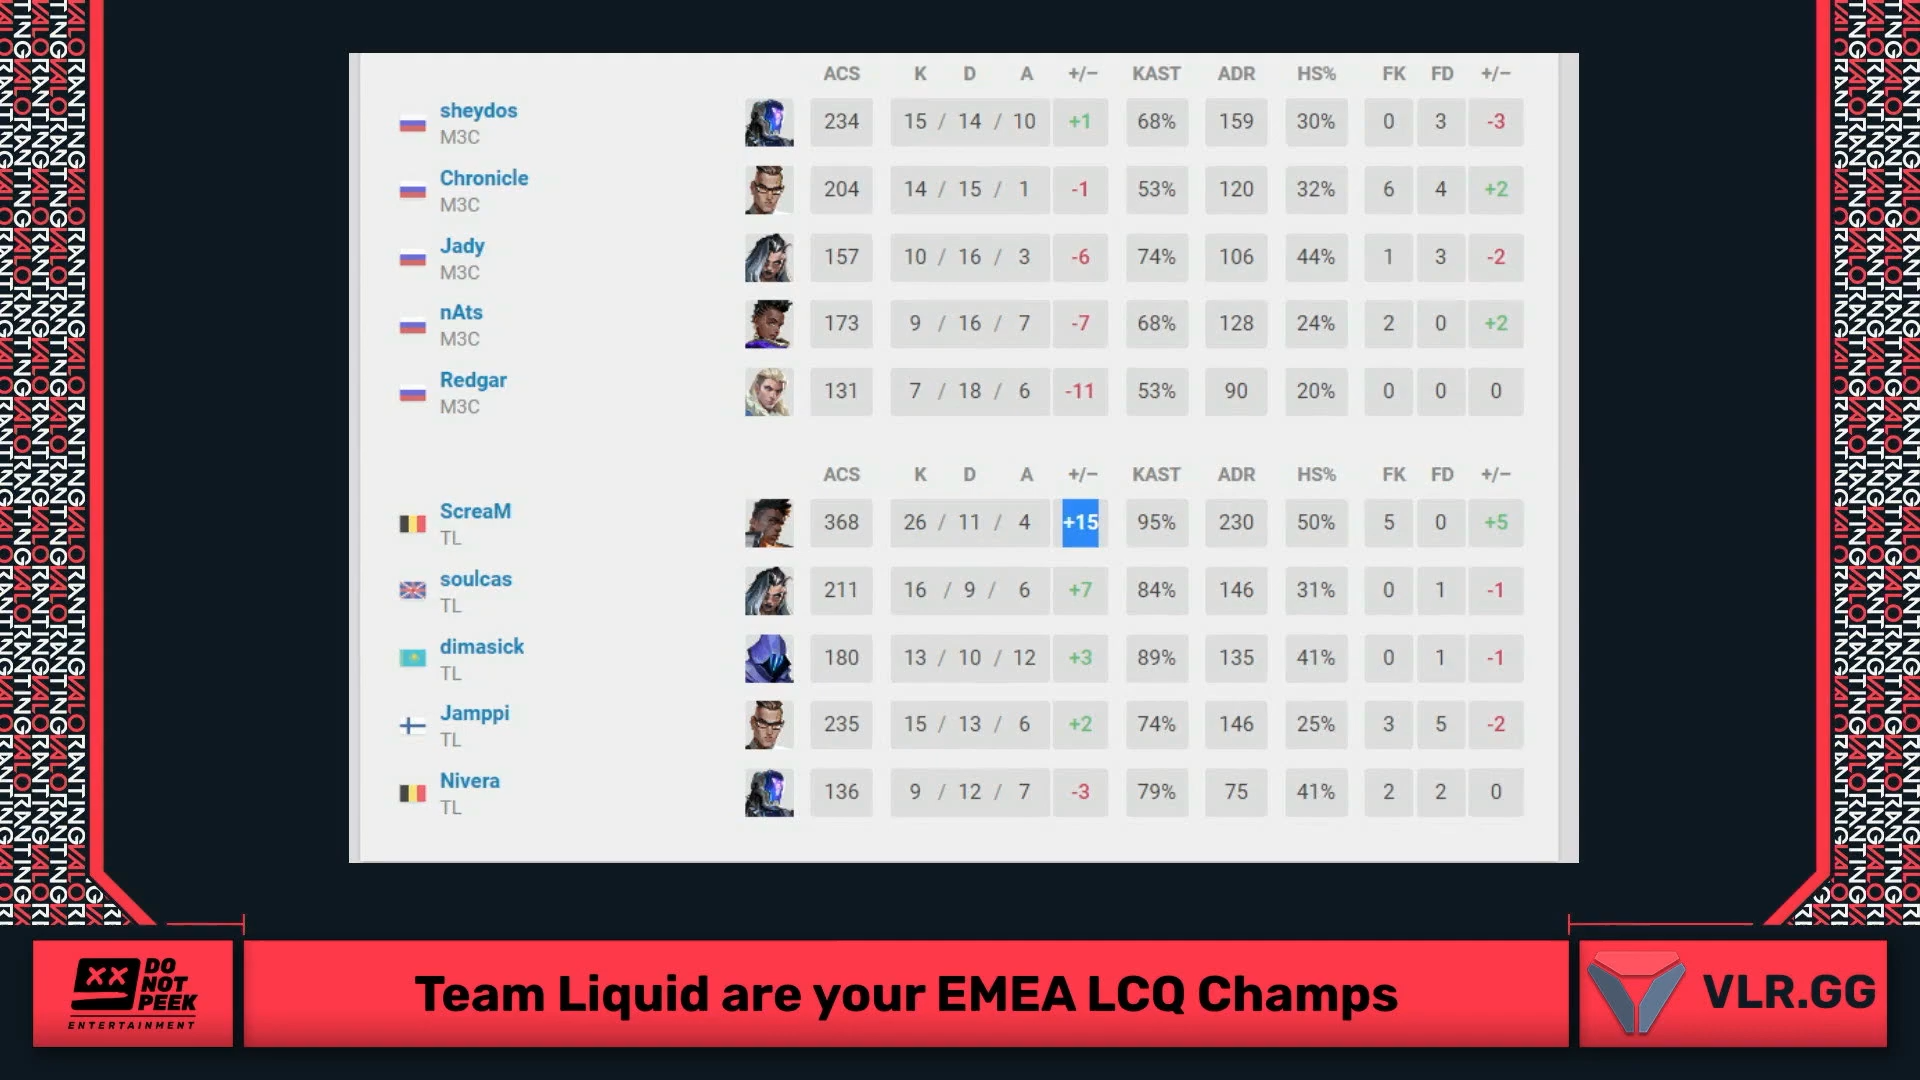 ACS K D A +/− KAST ADR HS% FK FD +/−
sheydos
M3C
234 15 / 14 / 10 +1 68% 159 30% 0 3 -3
Chronicle
M3C
204 14 / 15 / 1 -1 53% 120 32% 6 4 +2
Jady
M3C
157 10 / 16 / 3 -6 74% 106 44% 1 3 -2
nAts
M3C
173 9 / 16 / 7 -7 68% 128 24% 2 0 +2
Redgar
M3C
131 7 / 18 / 6 -11 53% 90 20% 0 0 0
ACS K D A +/− KAST ADR HS% FK FD +/−
ScreaM
TL
368 26 / 11 / 4 +15 95% 230 50% 5 0 +5
soulcas
TL
211 16 / 9 / 6 +7 84% 146 31% 0 1 -1
dimasick
TL
180 13 / 10 / 12 +3 89% 135 41% 0 1 -1
Jamppi
TL
235 15 / 13 / 6 +2 74% 146 25% 3 5 -2
Nivera
TL
136 9 / 12 / 7 -3 79% 75 41% 2 2 0
DO
NOT
PEEK
ENTERTAINMENT
Team Liquid are your EMEA LCQ Champs
VLR.GG
VALORANTING